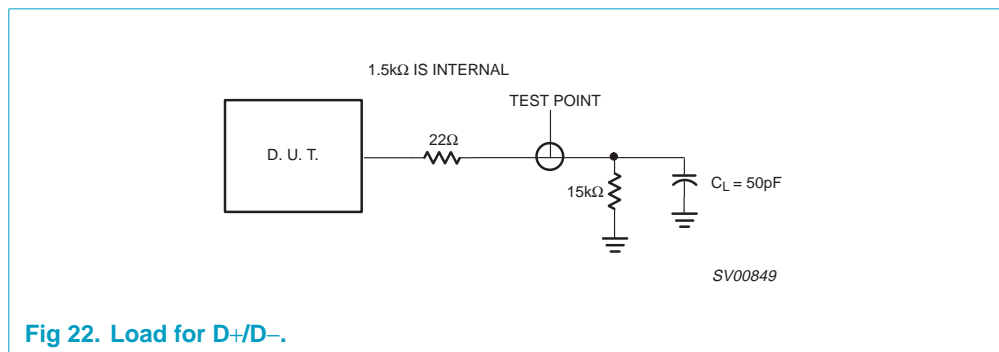 1.5kΩ IS INTERNAL
TEST POINT
22Ω
D. U. T.
15kΩ
CL = 50pF
SV00849
Fig 22. Load for D+/D−.